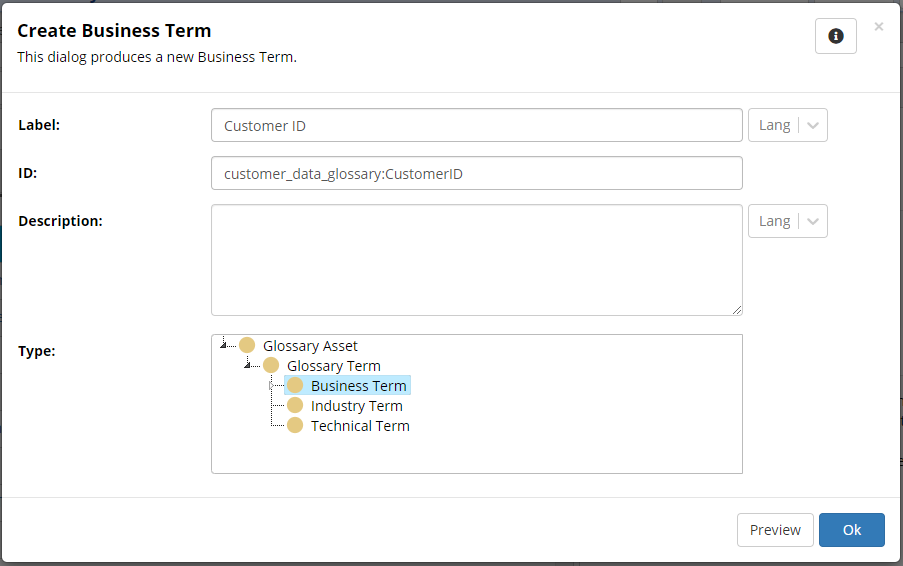 Create Business Term
This dialog produces a new Business Term.
Label:
Customer ID
Lang
ID:
customer_data_glossary:CustomerID
Description:
Lang
Type:
Glossary Asset
Glossary Term
Business Term
Industry Term
Technical Term
Preview
Ok